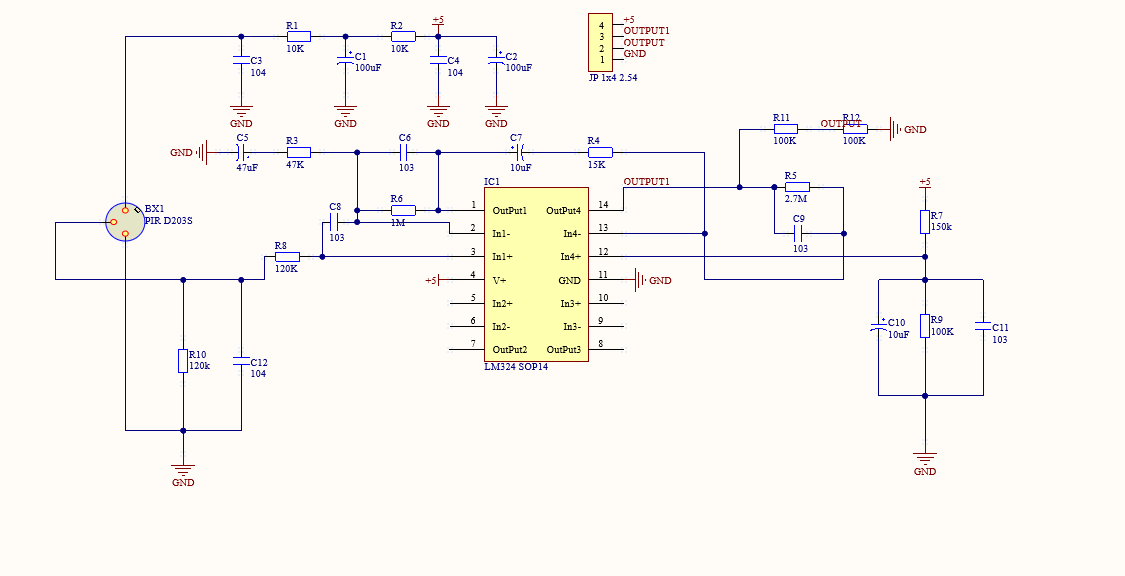 +5
R1
10K
R2
10K
C3
104
C1
100uF
C4
104
C2
100uF
GND
GND
GND
GND
4
3
2
1
+5
OUTPUT1
OUTPUT
GND
JP 1x4 2.54
GND
C5
47uF
R3
47K
C6
103
C7
10uF
R4
15K
R11
100K
OUTPUT
R12
100K
GND
BX1
PIR D203S
C8
103
R6
1M
R8
120K
IC1
1 OutPut1 OutPut4 14
2 In1- In4- 13
3 In1+ In4+ 12
4 V+ GND 11
5 In2+ In3+ 10
6 In2- In3- 9
7 OutPut2 OutPut3 8
LM324 SOP14
+5
GND
OUTPUT1
R5
2.7M
C9
103
+5
R7
150k
C10
10uF
R9
100K
C11
103
GND
R10
120k
C12
104
GND